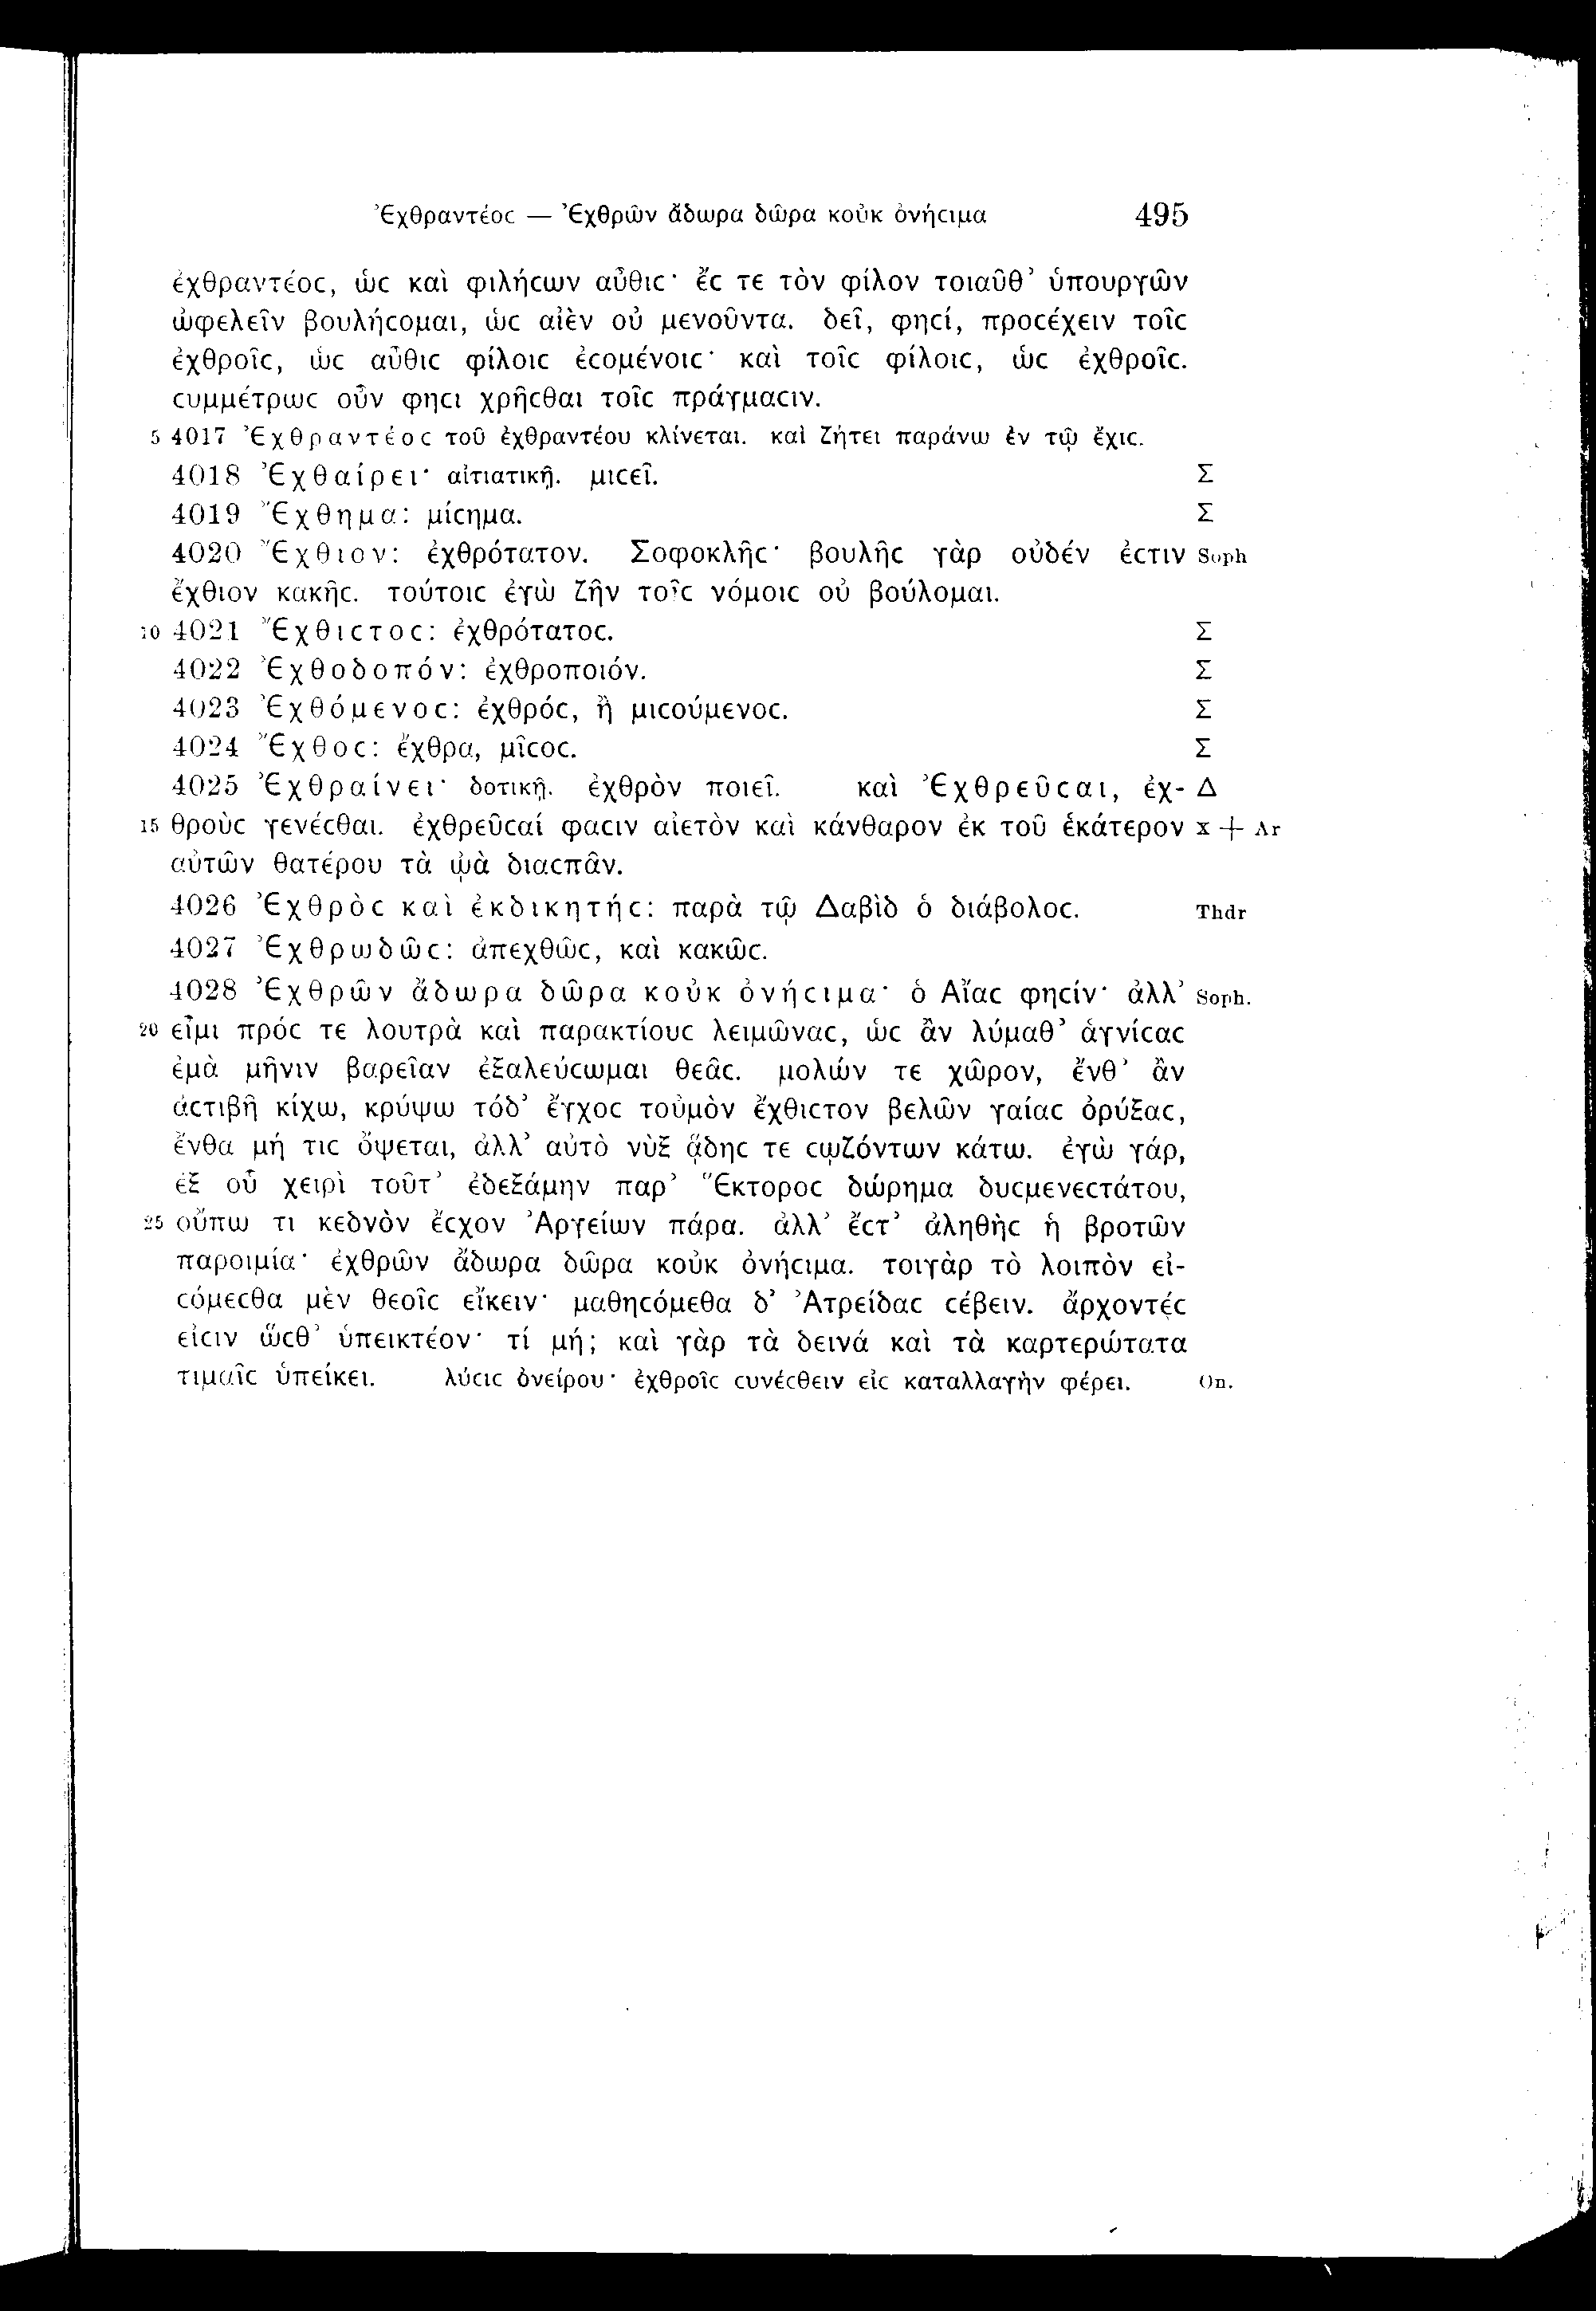 Ἐχθραντέοϲ — Ἐχθρῶν ἄδωρα δῶρα κοὐκ ὀνήϲιμα 495
ἐχθραντέοϲ, ὡϲ καὶ φιλήϲων αὖθιϲ· ἔϲ τε τὸν φίλον τοιαῦθ’ ὑπουργῶν
ὠφελεῖν βουλήϲομαι, ὡϲ αἰὲν οὐ μενοῦντα. δεῖ, φηϲί, προϲέχειν τοῖϲ
ἐχθροῖϲ, ὡϲ αὖθιϲ φίλοιϲ ἐϲομένοιϲ· καὶ τοῖϲ φίλοιϲ, ὡϲ ἐχθροῖϲ.
ϲυμμέτρωϲ οὖν φηϲι χρῆϲθαι τοῖϲ πράγμαϲιν.
5 4017 Ἐχθραντέοϲ τοῦ ἐχθραντέου κλίνεται. καὶ ζήτει παράνω ἐν τῷ ἔχιϲ.
4018 Ἐχθαίρει· αἰτιατικῇ. μιϲεῖ. Σ
4019 Ἔχθημα: μίϲημα. Σ
4020 Ἔχθιον: ἐχθρότατον. Σοφοκλῆϲ· βουλῆϲ γὰρ οὐδέν ἐϲτιν Soph
ἔχθιον κακῆϲ. τούτοιϲ ἐγὼ ζῆν τοῖϲ νόμοιϲ οὐ βούλομαι.
10 4021 Ἔχθιϲτοϲ: ἐχθρότατοϲ. Σ
4022 Ἐχθοδοπόν: ἐχθροποιόν. Σ
4023 Ἐχθόμενοϲ: ἐχθρόϲ, ἢ μιϲούμενοϲ. Σ
4024 Ἔχθοϲ: ἔχθρα, μῖϲοϲ. Σ
4025 Ἐχθραίνει· δοτικῇ. ἐχθρὸν ποιεῖ. καὶ Ἐχθρεῦϲαι, ἐχ- Δ
15 θροὺϲ γενέϲθαι. ἐχθρεῦϲαί φαϲιν αἰετὸν καὶ κάνθαρον ἐκ τοῦ ἑκάτερον x + Ar
αὐτῶν θατέρου τὰ ᾠὰ διαϲπᾶν.
4026 Ἐχθρὸϲ καὶ ἐκδικητήϲ: παρὰ τῷ Δαβὶδ ὁ διάβολοϲ. Thdr
4027 Ἐχθρωδῶϲ: ἀπεχθῶϲ, καὶ κακῶϲ.
4028 Ἐχθρῶν ἄδωρα δῶρα κοὐκ ὀνήϲιμα· ὁ Αἴαϲ φηϲίν· ἀλλ’ Soph.
20 εἶμι πρόϲ τε λουτρὰ καὶ παρακτίουϲ λειμῶναϲ, ὡϲ ἂν λύμαθ’ ἁγνίϲαϲ
ἐμὰ μῆνιν βαρεῖαν ἐξαλεύϲωμαι θεᾶϲ. μολών τε χῶρον, ἔνθ’ ἂν
ἀϲτιβῆ κίχω, κρύψω τόδ’ ἔγχοϲ τοὐμὸν ἔχθιϲτον βελῶν γαίαϲ ὀρύξαϲ,
ἔνθα μή τιϲ ὄψεται, ἀλλ’ αὐτὸ νὺξ ᾅδηϲ τε ϲῳζόντων κάτω. ἐγὼ γάρ,
ἐξ οὗ χειρὶ τοῦτ’ ἐδεξάμην παρ’ Ἕκτοροϲ δώρημα δυϲμενεϲτάτου,
25 οὔπω τι κεδνὸν ἔϲχον Ἀργείων πάρα. ἀλλ’ ἔϲτ’ ἀληθὴϲ ἡ βροτῶν
παροιμία· ἐχθρῶν ἄδωρα δῶρα κοὐκ ὀνήϲιμα. τοιγὰρ τὸ λοιπὸν εἰ-
ϲόμεϲθα μὲν θεοῖϲ εἴκειν· μαθηϲόμεθα δ’ Ἀτρείδαϲ ϲέβειν. ἄρχοντέϲ
εἰϲιν ὥϲθ’ ὑπεικτέον· τί μή; καὶ γὰρ τὰ δεινά καὶ τὰ καρτερώτατα
τιμαῖϲ ὑπείκει. λύϲιϲ ὀνείρου· ἐχθροῖϲ ϲυνέϲθειν εἰϲ καταλλαγὴν φέρει. On.